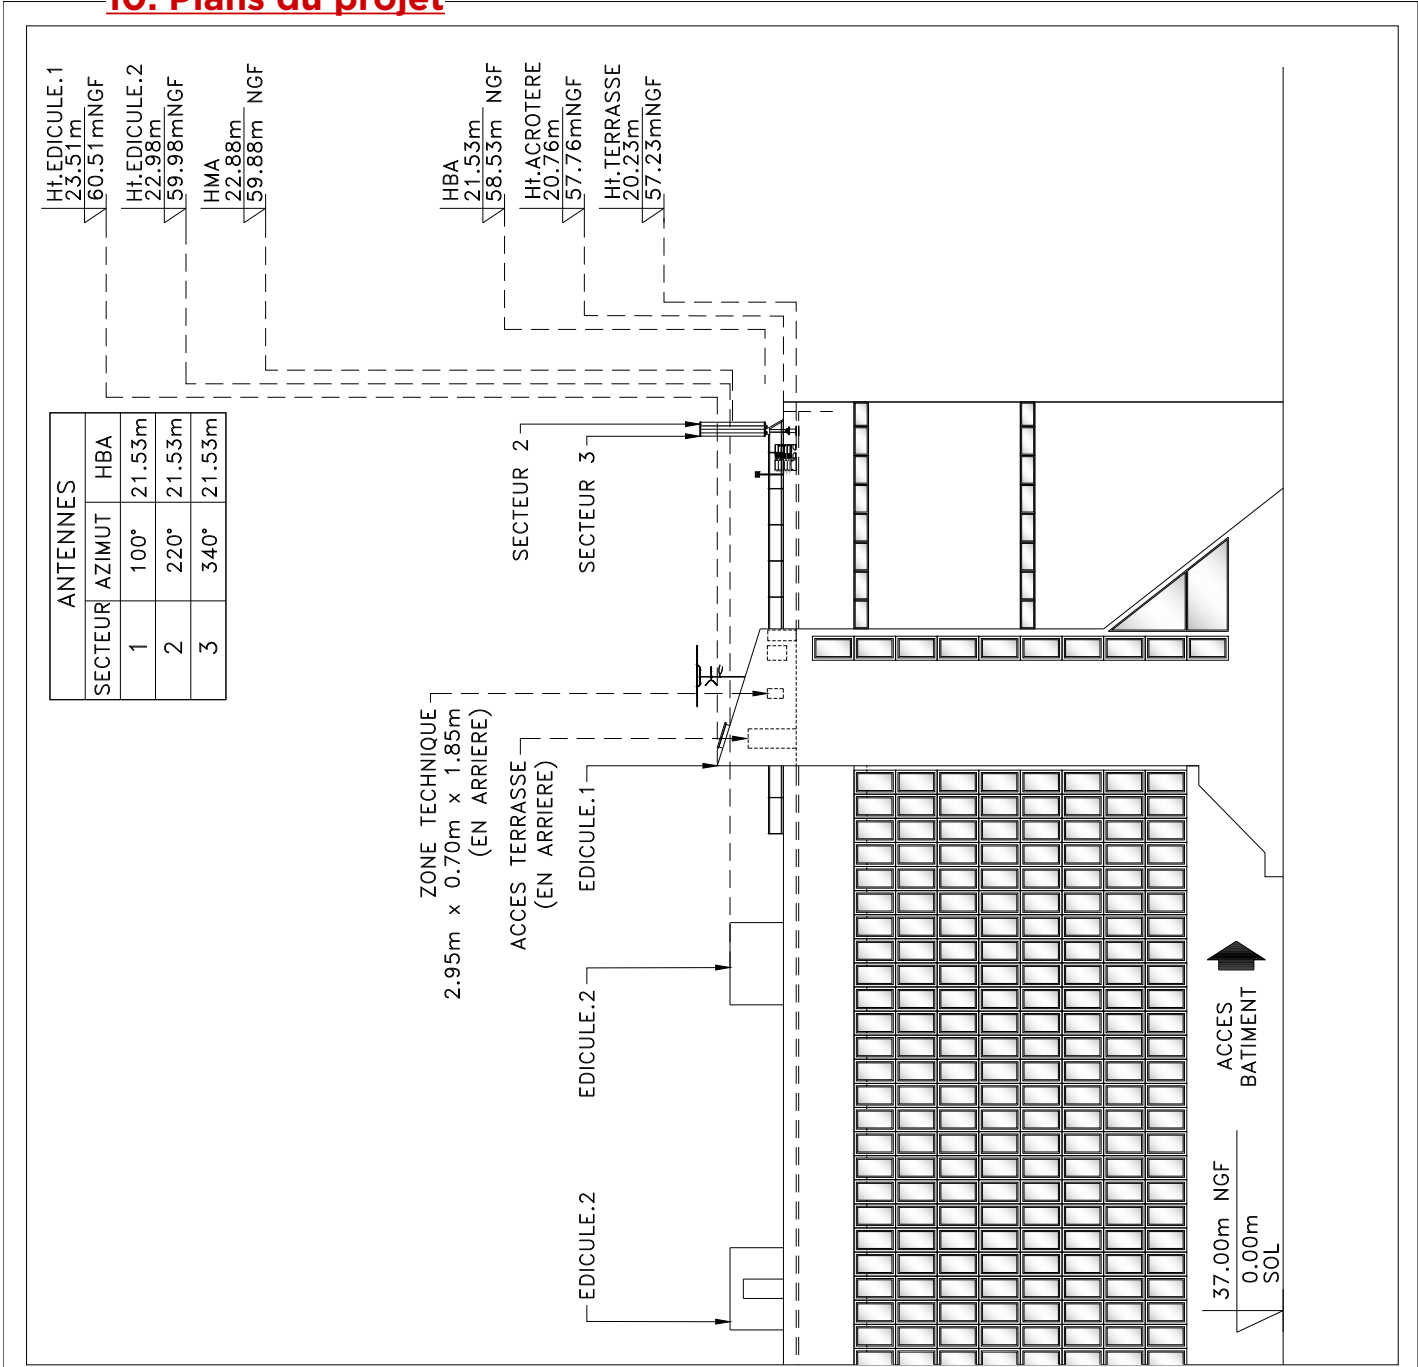 10. Plans du projet
Ht.EDICULE.1
23.51m
60.51mNGF
Ht.EDICULE.2
22.98m
59.98mNGF
HMA
22.88m
59.88m NGF
HBA
21.53m
58.53m NGF
Ht.ACROTERE
20.76m
57.76mNGF
Ht.TERRASSE
20.23m
57.23mNGF
ANTENNES
SECTEUR AZIMUT HBA
1 100° 21.53m
2 220° 21.53m
3 340° 21.53m
SECTEUR 2
SECTEUR 3
ZONE TECHNIQUE
2.95m x 0.70m x 1.85m
(EN ARRIERE)
ACCES TERRASSE
(EN ARRIERE)
EDICULE.1
EDICULE.2
EDICULE.2
ACCES
BATIMENT
37.00m NGF
0.00m
SOL